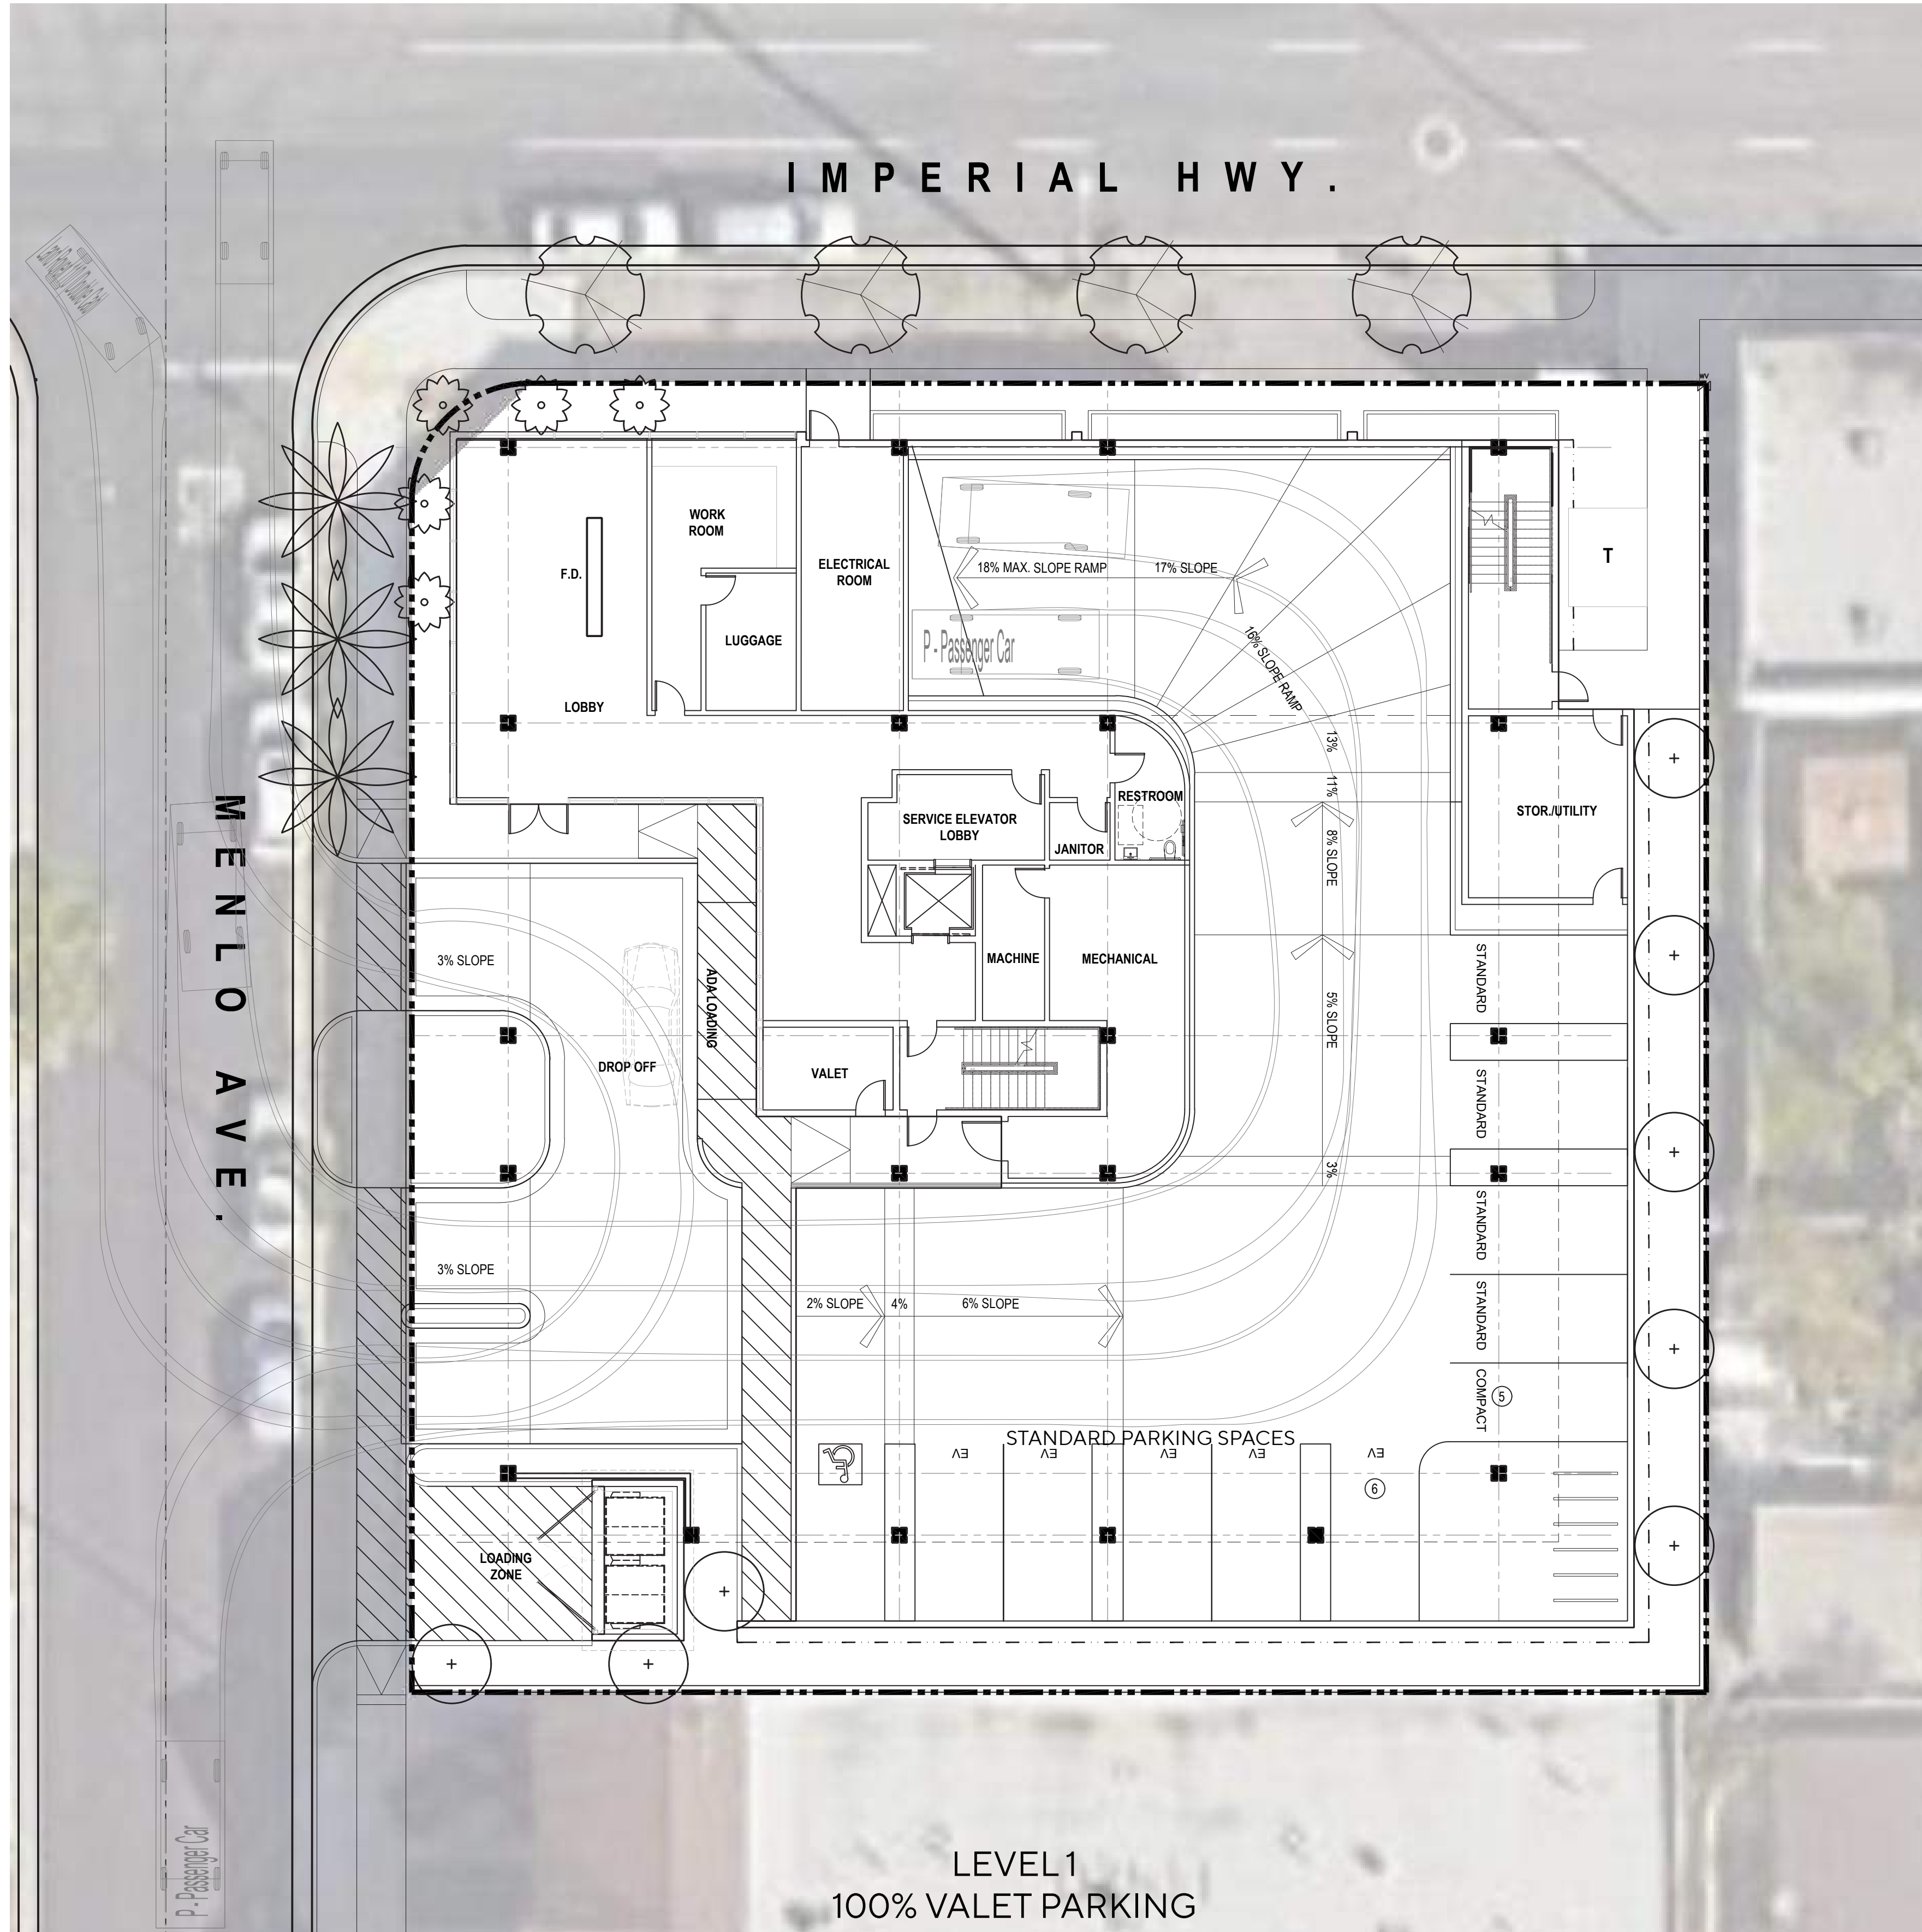 IMPERIAL HWY.
WV
WORK
ROOM
ELECTRICAL
ROOM
F.D.
18% MAX. SLOPE RAMP
17% SLOPE
T
LUGGAGE
P - Passenger Car
16% SLOPE RAMP
LOBBY
13%
11%
RESTROOM
STOR./UTILITY
SERVICE ELEVATOR
LOBBY
JANITOR
8% SLOPE
MENLO AVE.
3% SLOPE
MACHINE
MECHANICAL
STANDARD
ADA LOADING
5% SLOPE
DROP OFF
VALET
STANDARD
3%
STANDARD
3% SLOPE
2% SLOPE
4%
6% SLOPE
STANDARD
COMPACT
5
STANDARD PARKING SPACES
EV
EV
EV
EV
EV
6
LOADING
ZONE
P - Passenger Car
LEVEL 1
100% VALET PARKING